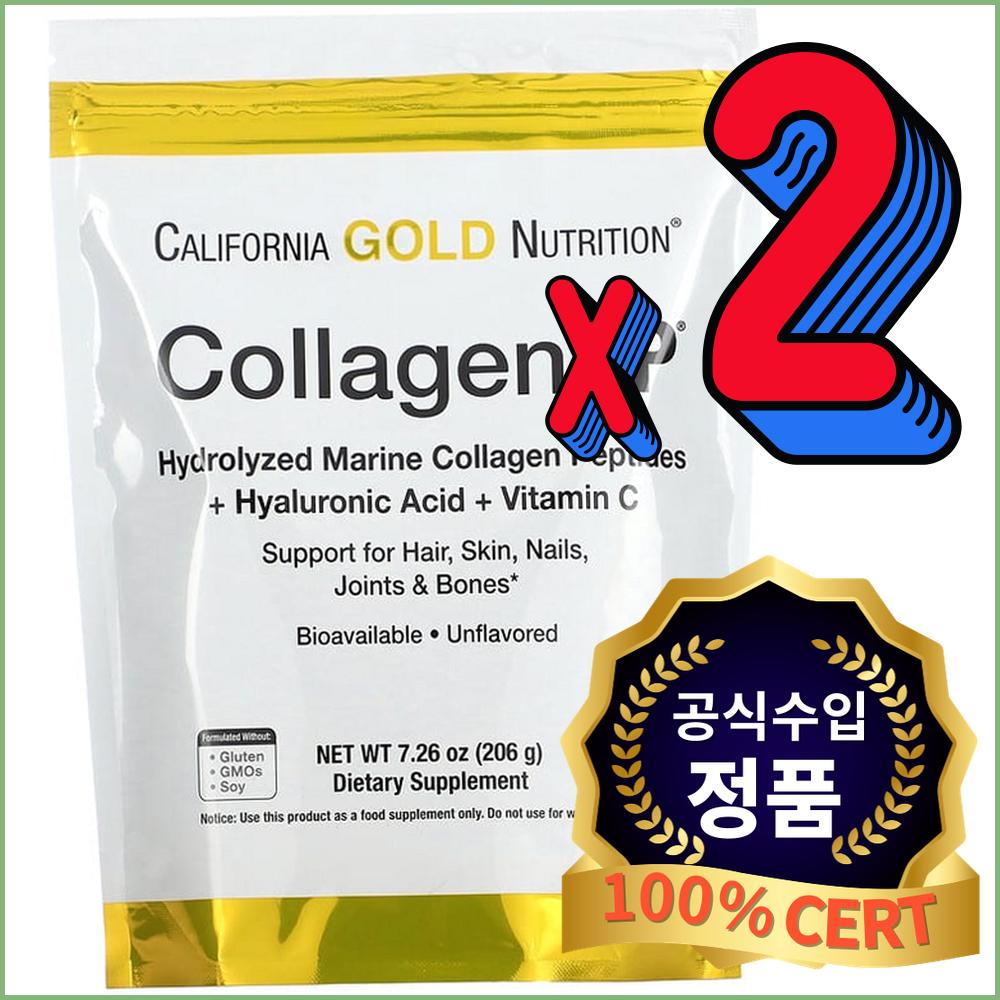 CALIFORNIA GOLD NUTRITION®
x2
Collagen P®
Hydrolyzed Marine Collagen Peptides
+ Hyaluronic Acid + Vitamin C
Support for Hair, Skin, Nails,
Joints & Bones*
Bioavailable • Unflavored
Formulated Without:
• Gluten
• GMOs
• Soy
NET WT 7.26 oz (206 g)
Dietary Supplement
Notice: Use this product as a food supplement only. Do not use for
공식수입
정품
100% CERT